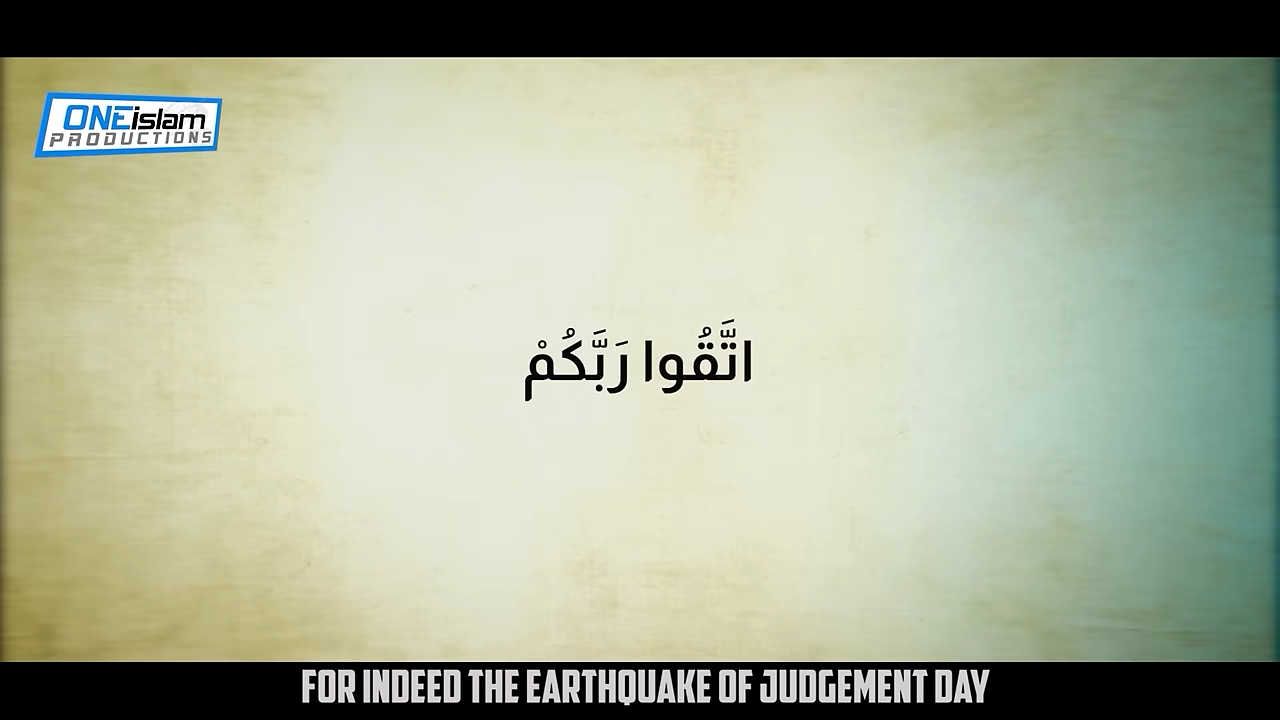 ONEislam
PRODUCTIONS
اتَّقُوا رَبَّكُمْ
FOR INDEED THE EARTHQUAKE OF JUDGEMENT DAY